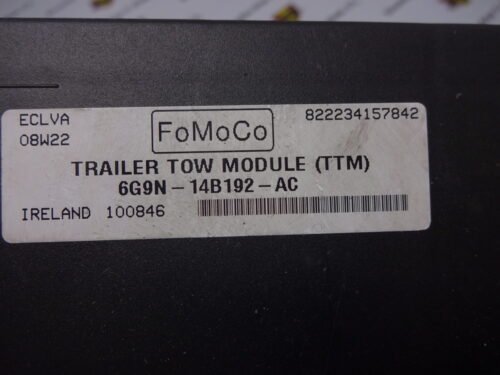 ECLVA
08W22
FoMoCo
822234157842
TRAILER TOW MODULE (TTM)
6G9N-14B192-AC
IRELAND 100846